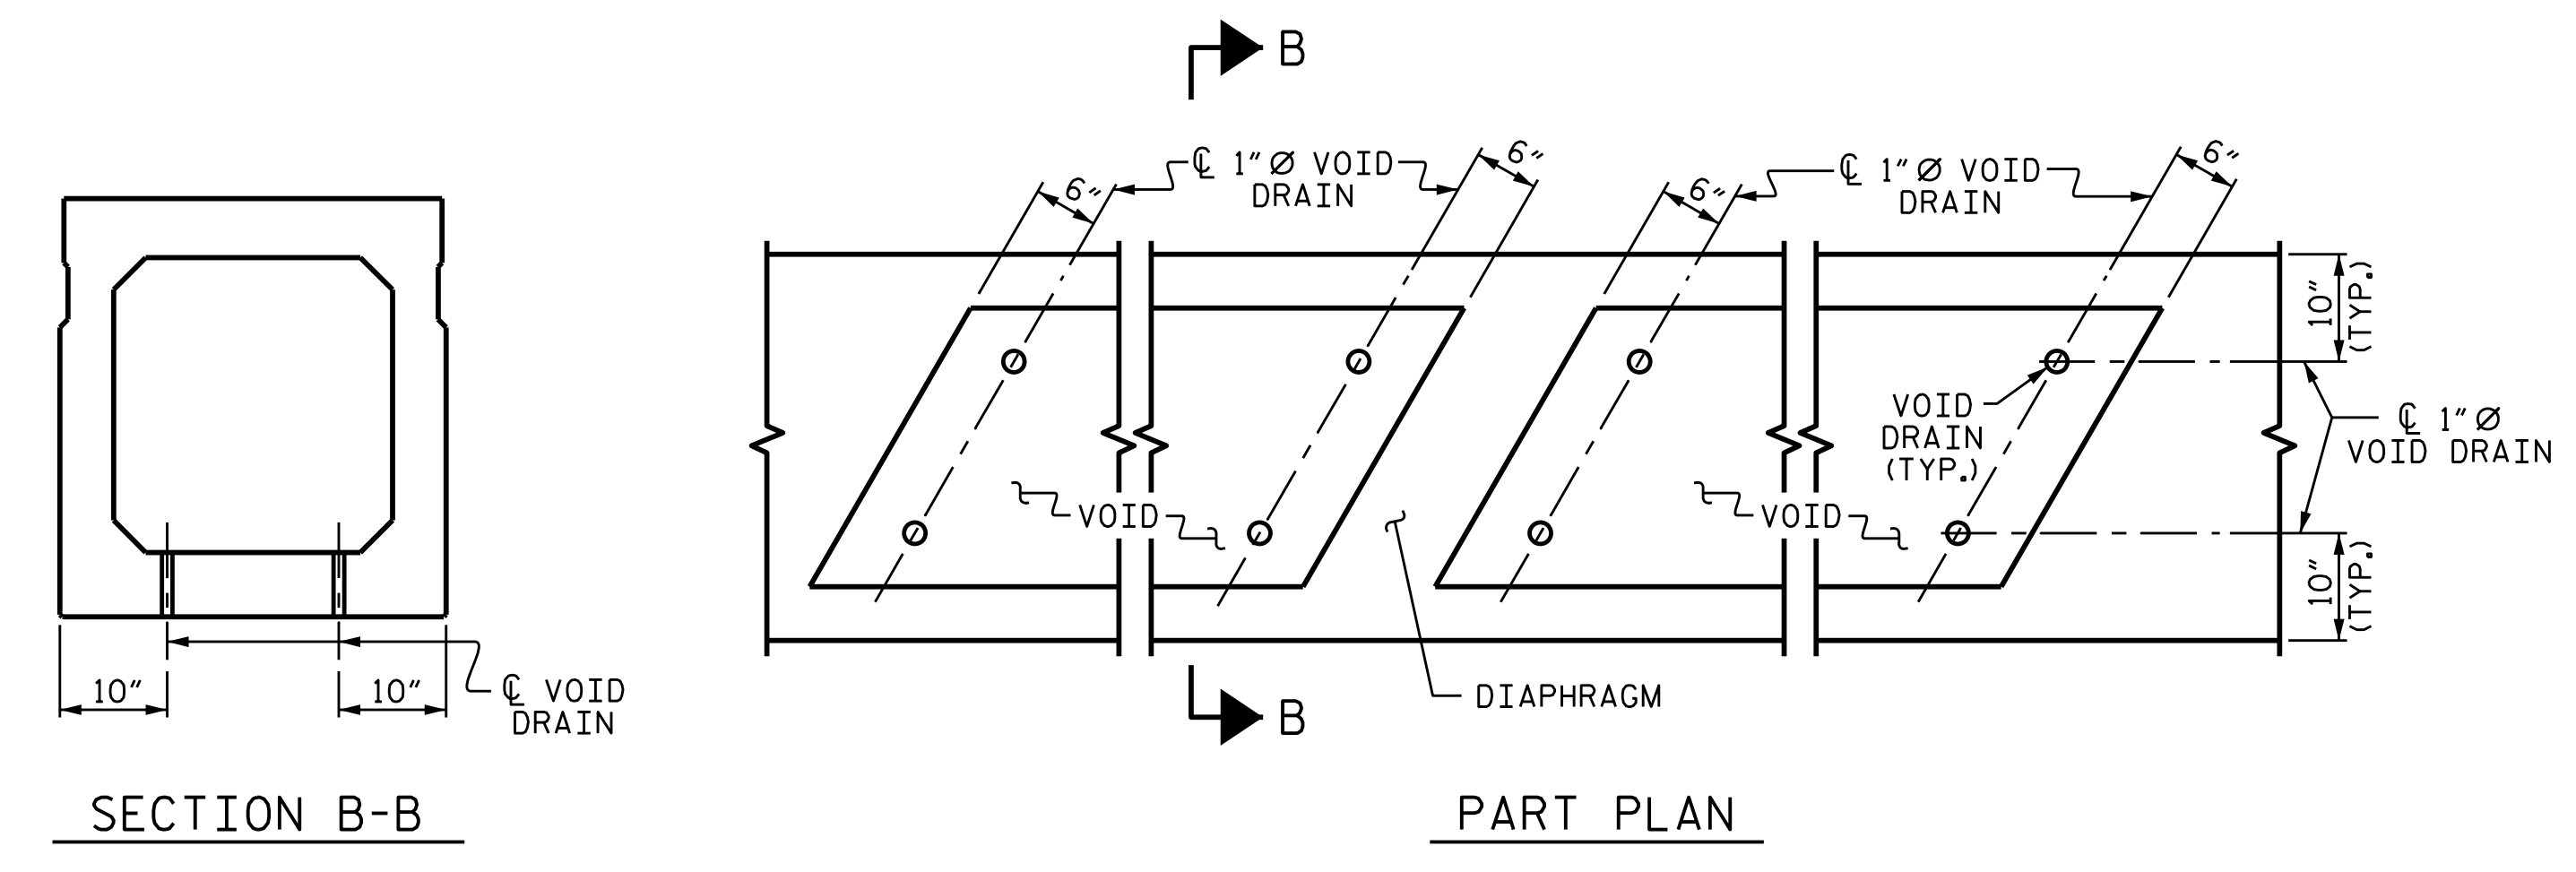 B
℄ 1"Ø VOID
DRAIN
6"
6"
℄ 1"Ø VOID
DRAIN
6"
6"
10"
(TYP.)
VOID
DRAIN
(TYP.)
℄ 1"Ø
VOID DRAIN
VOID
VOID
10"
(TYP.)
DIAPHRAGM
B
10"
10"
℄ VOID
DRAIN
SECTION B-B
PART PLAN